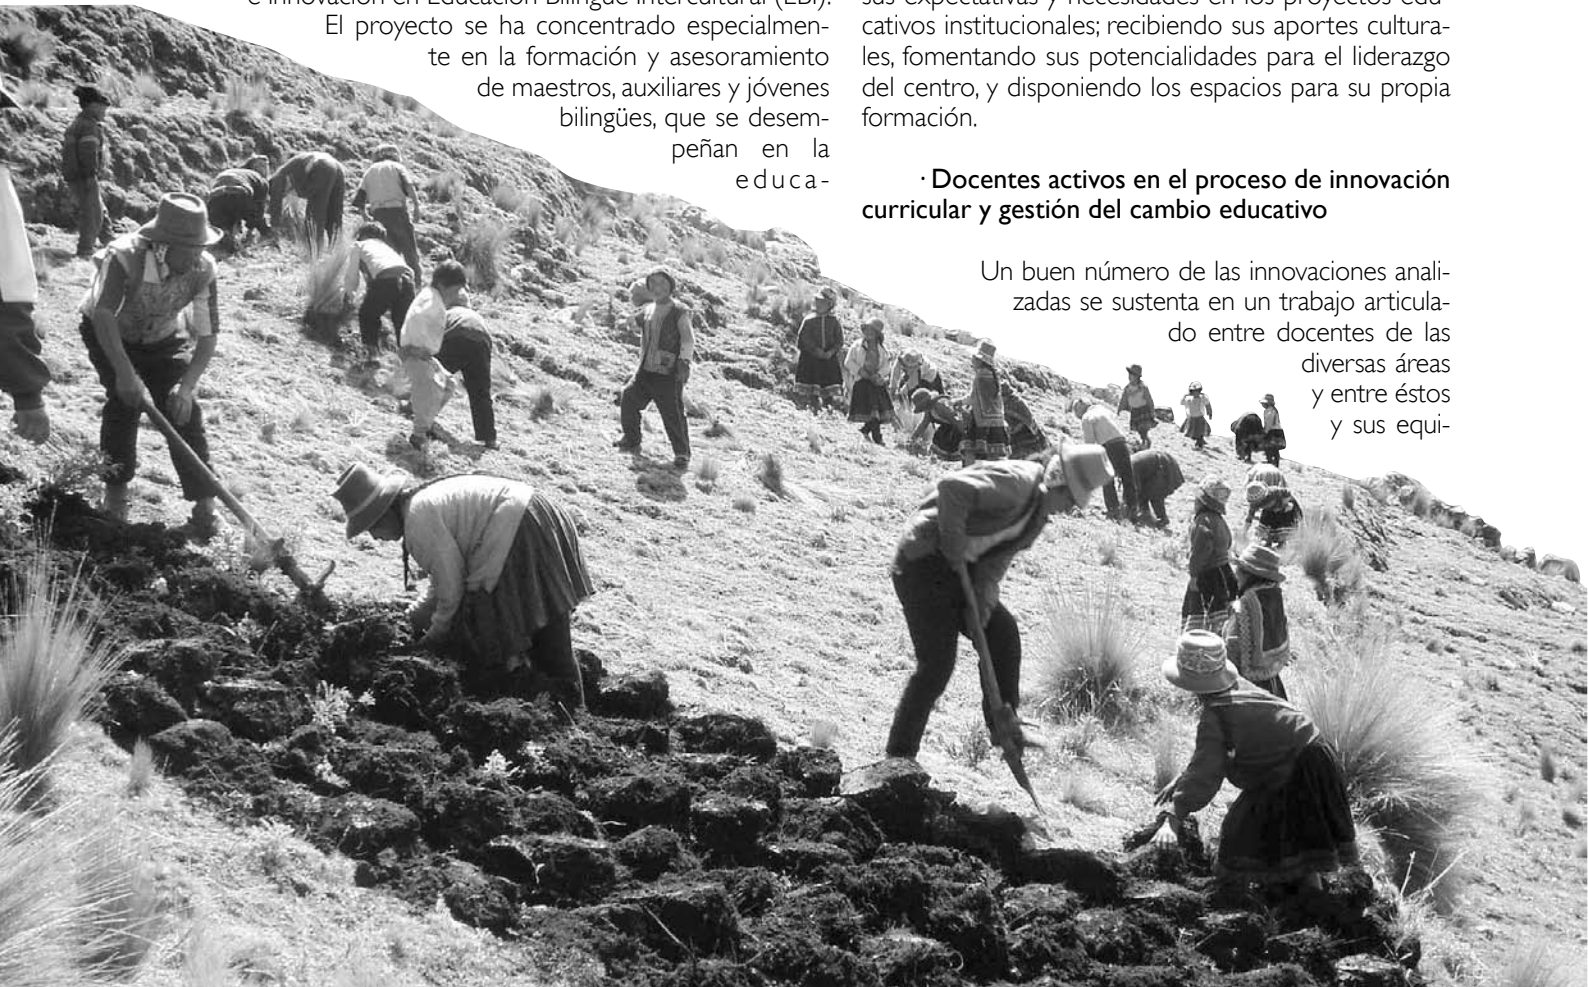 e innovación en Educación Bilingüe Intercultural (EBI).
El proyecto se ha concentrado especialmen-
te en la formación y asesoramiento
de maestros, auxiliares y jóvenes
bilingües, que se desem-
peñan en la
educa-
sus expectativas y necesidades en los proyectos edu-
cativos institucionales; recibiendo sus aportes cultura-
les, fomentando sus potencialidades para el liderazgo
del centro, y disponiendo los espacios para su propia
formación.
· Docentes activos en el proceso de innovación
curricular y gestión del cambio educativo
Un buen número de las innovaciones anali-
zadas se sustenta en un trabajo articula-
do entre docentes de las
diversas áreas
y entre éstos
y sus equi-